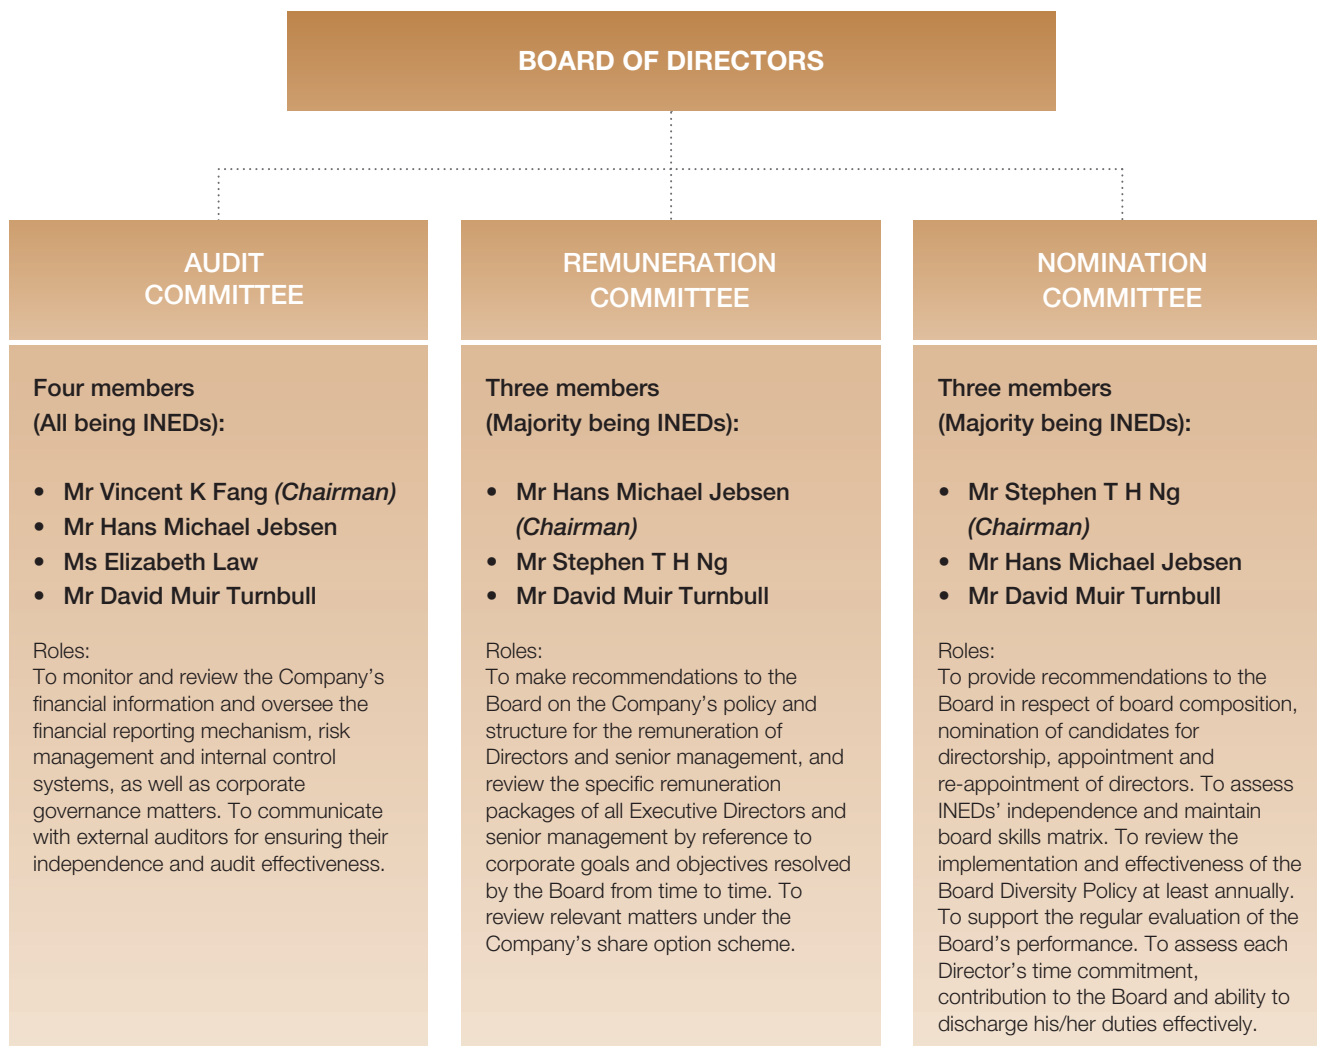 BOARD OF DIRECTORS
AUDIT
COMMITTEE
Four members
(All being INEDs):
• Mr Vincent K Fang (Chairman)
• Mr Hans Michael Jebsen
• Ms Elizabeth Law
• Mr David Muir Turnbull
Roles:
To monitor and review the Company’s
financial information and oversee the
financial reporting mechanism, risk
management and internal control
systems, as well as corporate
governance matters. To communicate
with external auditors for ensuring their
independence and audit effectiveness.
REMUNERATION
COMMITTEE
Three members
(Majority being INEDs):
• Mr Hans Michael Jebsen
(Chairman)
• Mr Stephen T H Ng
• Mr David Muir Turnbull
Roles:
To make recommendations to the
Board on the Company’s policy and
structure for the remuneration of
Directors and senior management, and
review the specific remuneration
packages of all Executive Directors and
senior management by reference to
corporate goals and objectives resolved
by the Board from time to time. To
review relevant matters under the
Company’s share option scheme.
NOMINATION
COMMITTEE
Three members
(Majority being INEDs):
• Mr Stephen T H Ng
(Chairman)
• Mr Hans Michael Jebsen
• Mr David Muir Turnbull
Roles:
To provide recommendations to the
Board in respect of board composition,
nomination of candidates for
directorship, appointment and
re-appointment of directors. To assess
INEDs’ independence and maintain
board skills matrix. To review the
implementation and effectiveness of the
Board Diversity Policy at least annually.
To support the regular evaluation of the
Board’s performance. To assess each
Director’s time commitment,
contribution to the Board and ability to
discharge his/her duties effectively.